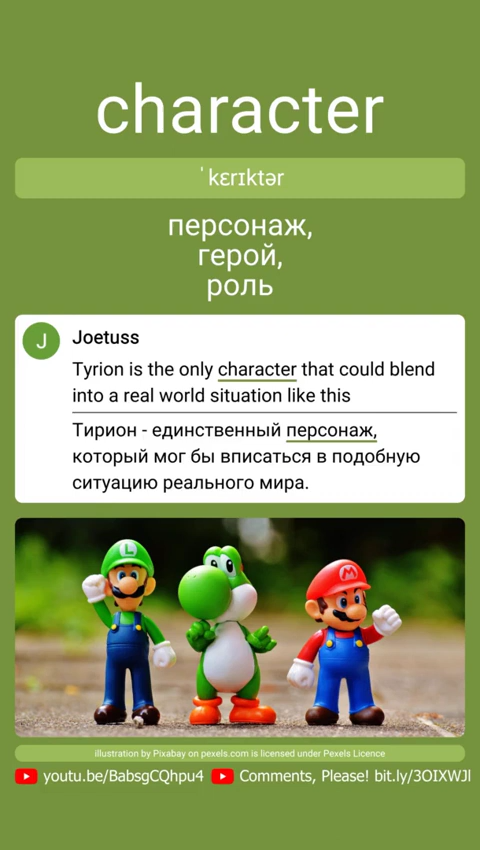 character
ˈkɛrɪktər
персонаж,
герой,
роль
J
Joetuss
Tyrion is the only character that could blend
into a real world situation like this
Тирион - единственный персонаж,
который мог бы вписаться в подобную
ситуацию реального мира.
L
M
illustration by Pixabay on pexels.com is licensed under Pexels Licence
youtu.be/BabsgCQhpu4 Comments, Please! bit.ly/3OIXWJl